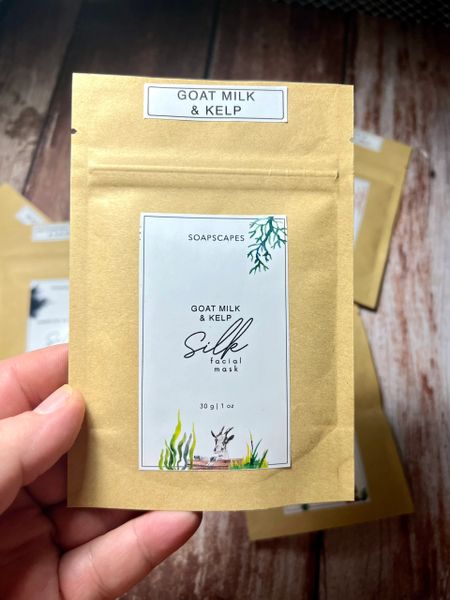 GOAT MILK
& KELP
SOAPSCAPES
GOAT MILK
& KELP
Silk
facial
mask
30 g | 1 oz